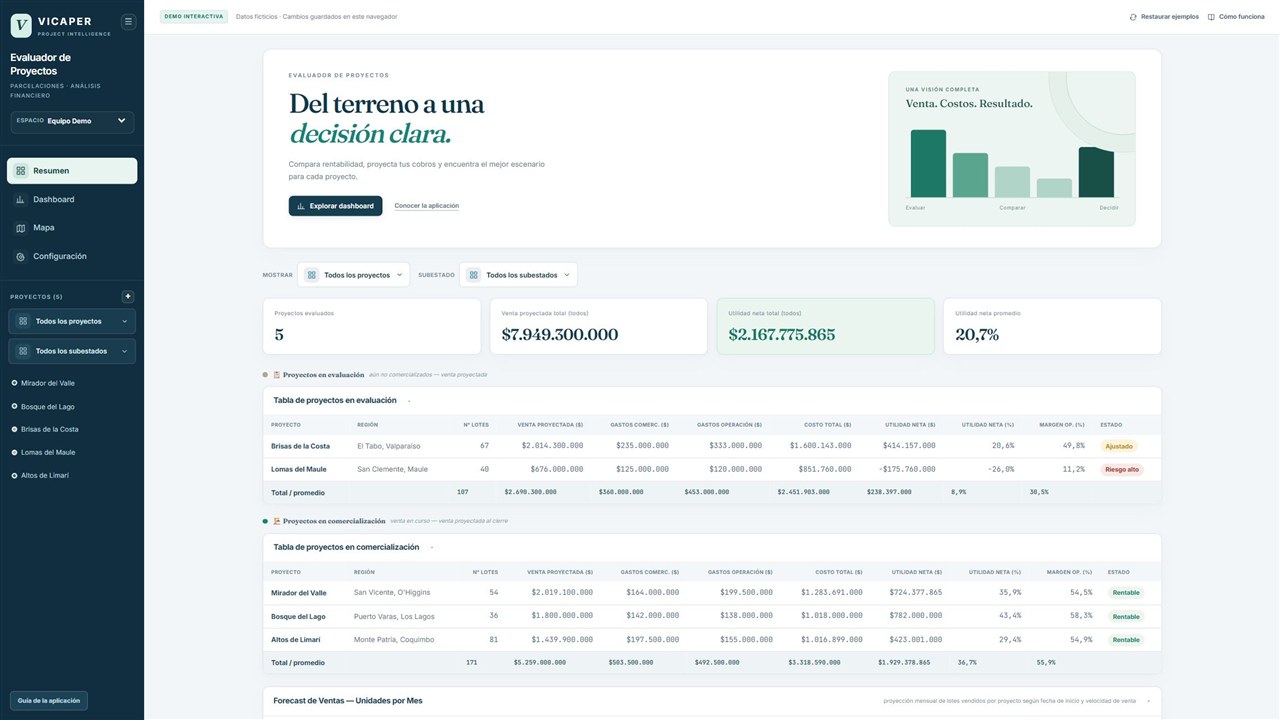 V VICAPER
PROJECT INTELLIGENCE
Evaluador de
Proyectos
PARCELACIONES · ANÁLISIS
FINANCIERO
ESPACIO Equipo Demo
Resumen
Dashboard
Mapa
Configuración
PROYECTOS (5)
Todos los proyectos
Todos los subestados
Mirador del Valle
Bosque del Lago
Brisas de la Costa
Lomas del Maule
Altos de Limarí
Guía de la aplicación
DEMO INTERACTIVA Datos ficticios · Cambios guardados en este navegador
Restaurar ejemplos Cómo funciona
EVALUADOR DE PROYECTOS
Del terreno a una
decisión clara.
Compara rentabilidad, proyecta tus cobros y encuentra el mejor escenario
para cada proyecto.
Explorar dashboard Conocer la aplicación
UNA VISIÓN COMPLETA
Venta. Costos. Resultado.
Evaluar Comparar Decidir
MOSTRAR Todos los proyectos SUBESTADO Todos los subestados
Proyectos evaluados
5
Venta proyectada total (todos)
$7.949.300.000
Utilidad neta total (todos)
$2.167.775.865
Utilidad neta promedio
20,7%
Proyectos en evaluación aún no comercializados — venta proyectada
Tabla de proyectos en evaluación
PROYECTO REGIÓN N° LOTES VENTA PROYECTADA ($) GASTOS COMERC. ($) GASTOS OPERACIÓN ($) COSTO TOTAL ($) UTILIDAD NETA ($) UTILIDAD NETA (%) MARGEN OP. (%) ESTADO
Brisas de la Costa El Tabo, Valparaíso 67 $2.014.300.000 $235.000.000 $333.000.000 $1.600.143.000 $414.157.000 20,6% 49,8% Ajustado
Lomas del Maule San Clemente, Maule 40 $676.000.000 $125.000.000 $120.000.000 $851.760.000 -$175.760.000 -26,0% 11,2% Riesgo alto
Total / promedio 107 $2.690.300.000 $360.000.000 $453.000.000 $2.451.903.000 $238.397.000 8,9% 30,5%
Proyectos en comercialización venta en curso — venta proyectada al cierre
Tabla de proyectos en comercialización
PROYECTO REGIÓN N° LOTES VENTA PROYECTADA ($) GASTOS COMERC. ($) GASTOS OPERACIÓN ($) COSTO TOTAL ($) UTILIDAD NETA ($) UTILIDAD NETA (%) MARGEN OP. (%) ESTADO
Mirador del Valle San Vicente, O'Higgins 54 $2.019.100.000 $164.000.000 $199.500.000 $1.283.691.000 $724.377.865 35,9% 54,5% Rentable
Bosque del Lago Puerto Varas, Los Lagos 36 $1.800.000.000 $142.000.000 $138.000.000 $1.018.000.000 $782.000.000 43,4% 58,3% Rentable
Altos de Limarí Monte Patria, Coquimbo 81 $1.439.900.000 $197.500.000 $155.000.000 $1.016.899.000 $423.001.000 29,4% 54,9% Rentable
Total / promedio 171 $5.259.000.000 $503.500.000 $492.500.000 $3.318.590.000 $1.929.378.865 36,7% 55,9%
Forecast de Ventas — Unidades por Mes proyección mensual de lotes vendidos por proyecto según fecha de inicio y velocidad de venta